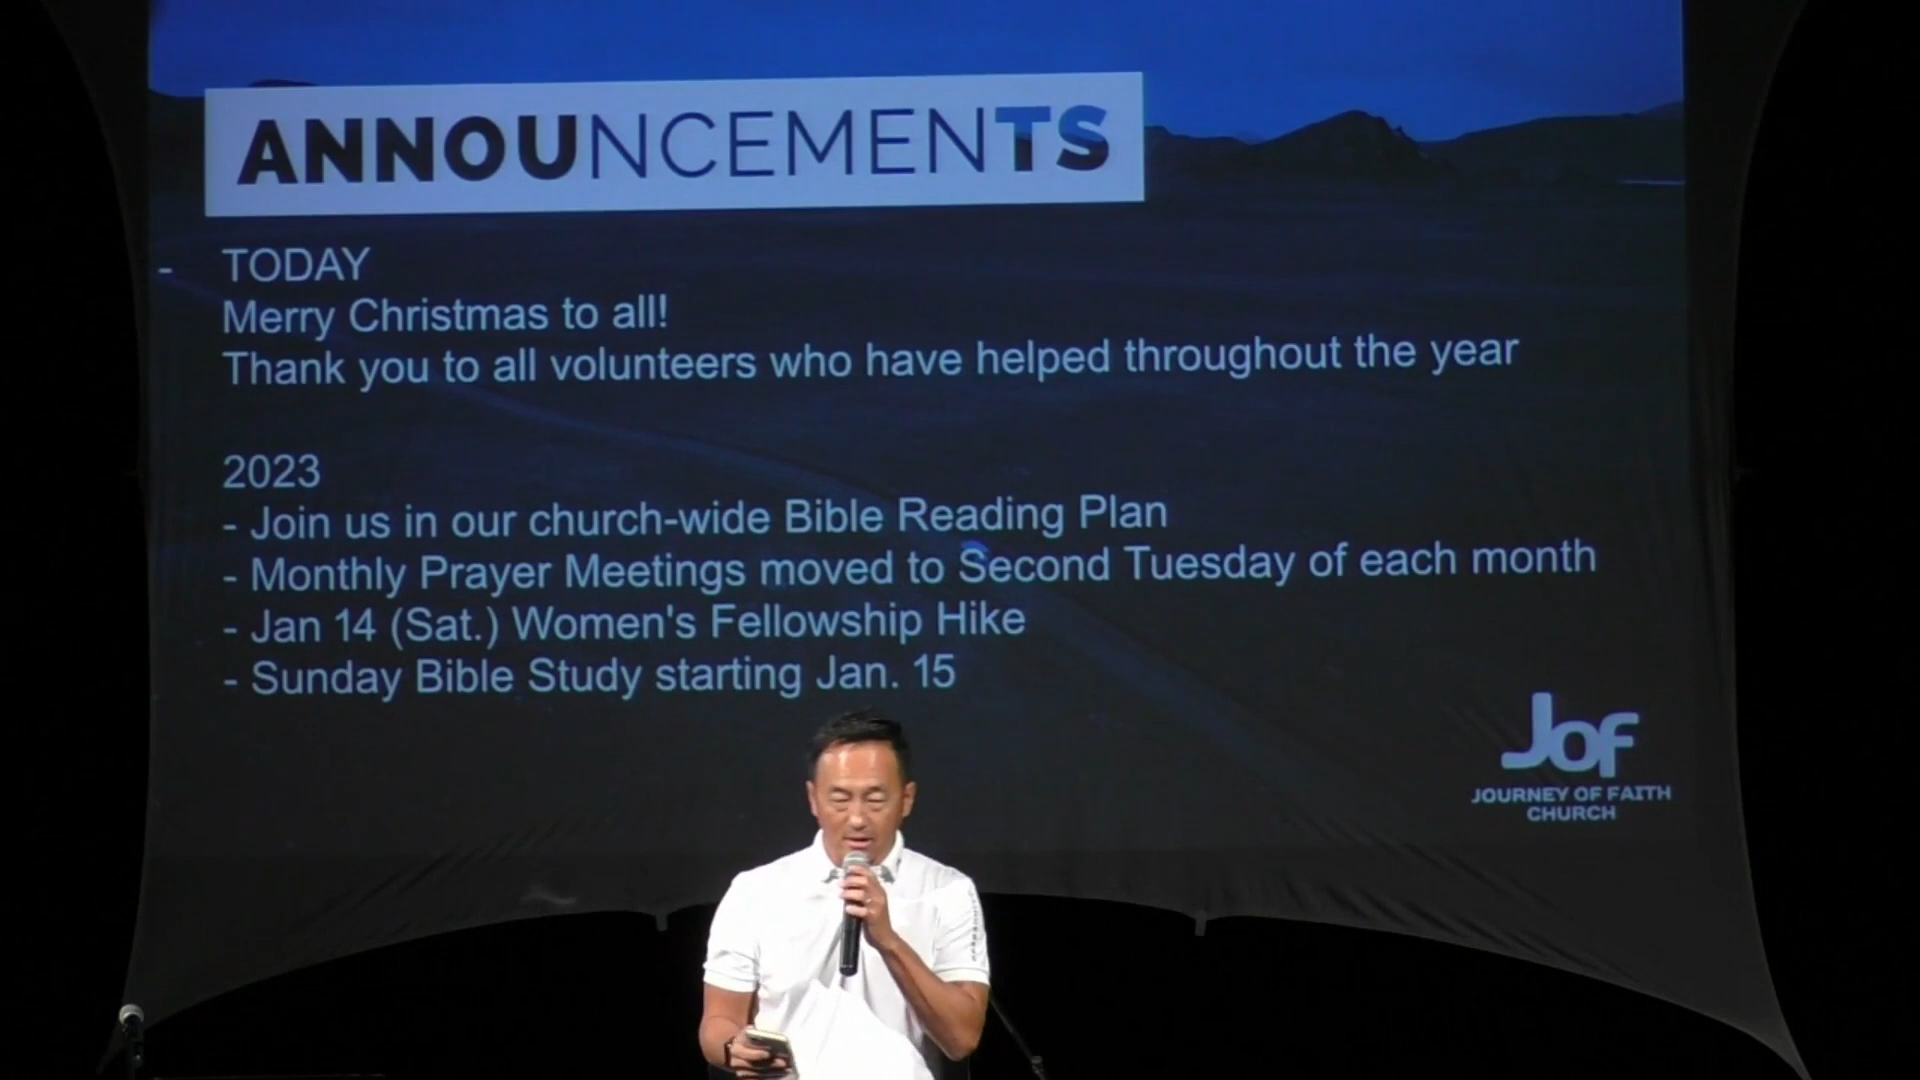 ANNOUNCEMENTS
- TODAY
Merry Christmas to all!
Thank you to all volunteers who have helped throughout the year
2023
- Join us in our church-wide Bible Reading Plan
- Monthly Prayer Meetings moved to Second Tuesday of each month
- Jan 14 (Sat.) Women's Fellowship Hike
- Sunday Bible Study starting Jan. 15
Jof
JOURNEY OF FAITH
CHURCH